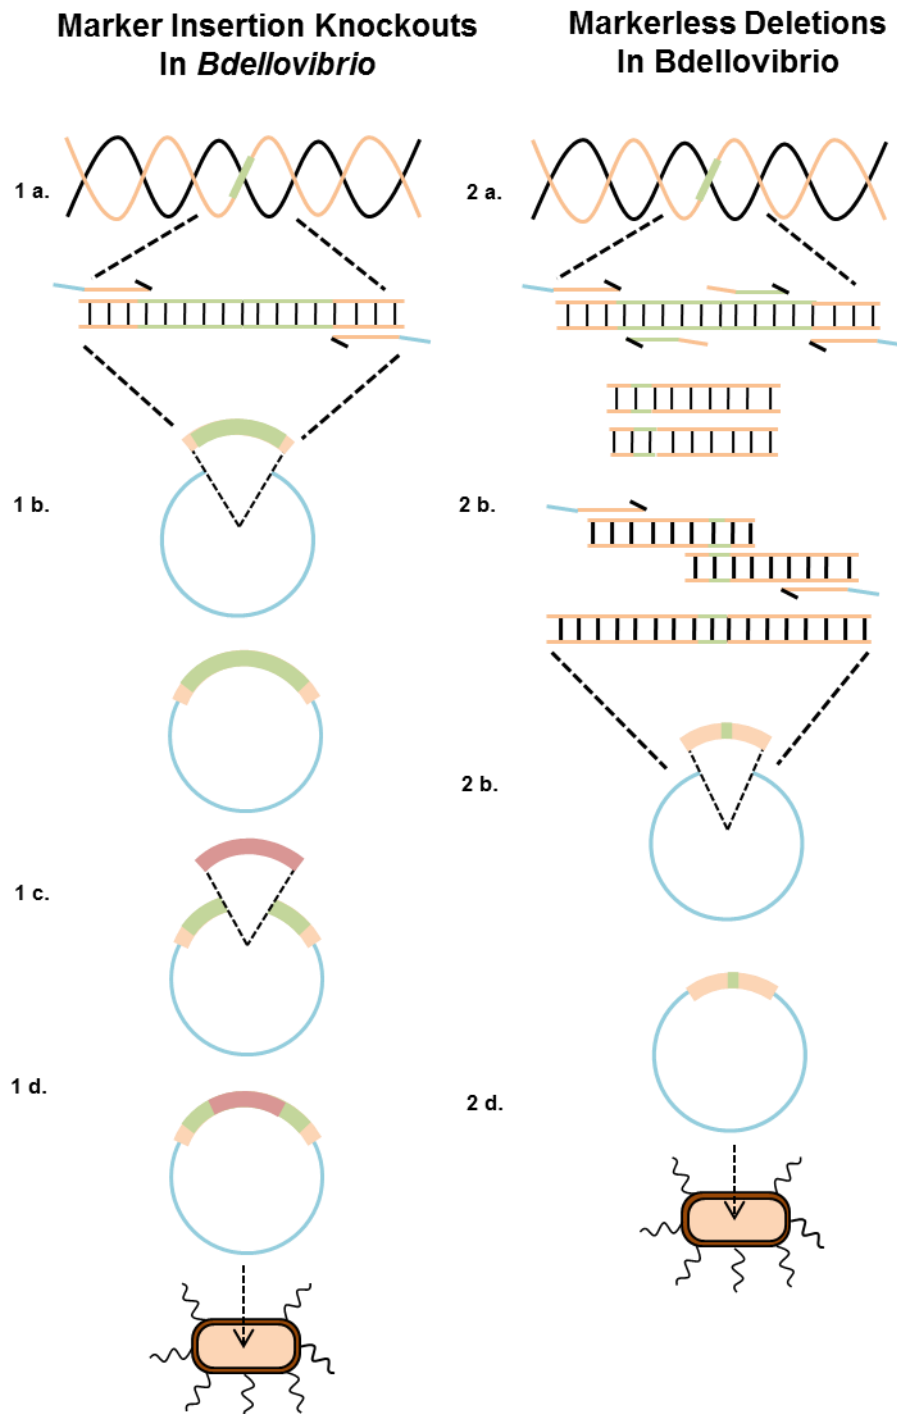 Marker Insertion Knockouts
In Bdellovibrio
Markerless Deletions
In Bdellovibrio
1 a.
2 a.
1 b.
2 b.
2 b.
1 c.
1 d.
2 d.